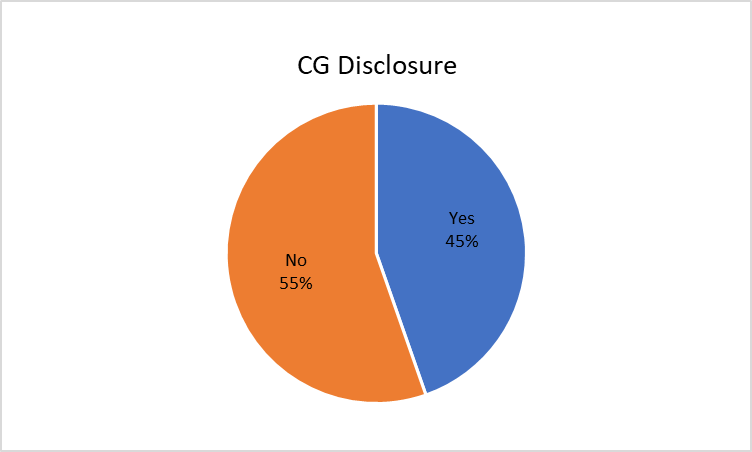 CG Disclosure
Yes
45%
No
55%